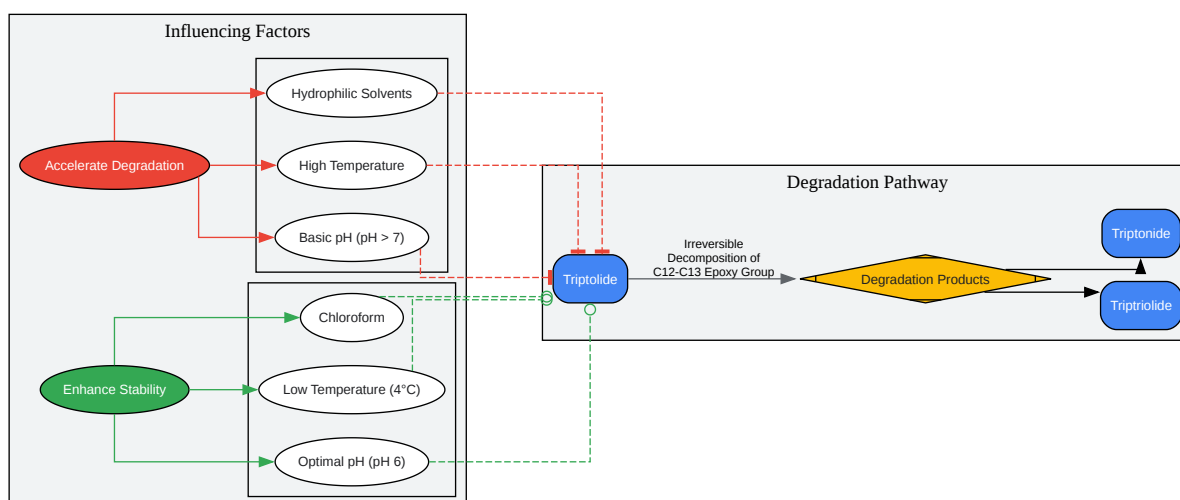 Influencing Factors
Hydrophilic Solvents
Accelerate Degradation
High Temperature
Basic pH (pH > 7)
Chloroform
Enhance Stability
Low Temperature (4°C)
Optimal pH (pH 6)
Degradation Pathway
Triptolide
Irreversible
Decomposition of
C12-C13 Epoxy Group
Degradation Products
Triptonide
Triptriolide